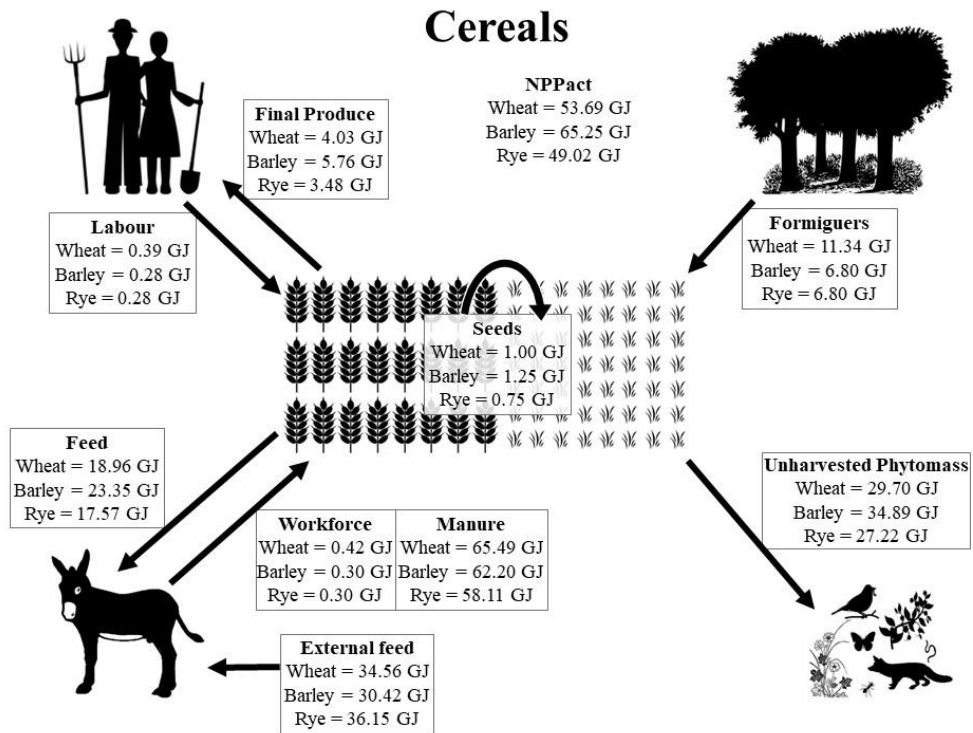 Cereals
NPPact
Wheat = 53.69 GJ
Barley = 65.25 GJ
Rye = 49.02 GJ
Final Produce
Wheat = 4.03 GJ
Barley = 5.76 GJ
Rye = 3.48 GJ
Labour
Wheat = 0.39 GJ
Barley = 0.28 GJ
Rye = 0.28 GJ
Formiguers
Wheat = 11.34 GJ
Barley = 6.80 GJ
Rye = 6.80 GJ
Seeds
Wheat = 1.00 GJ
Barley = 1.25 GJ
Rye = 0.75 GJ
Feed
Wheat = 18.96 GJ
Barley = 23.35 GJ
Rye = 17.57 GJ
Unharvested Phytomass
Wheat = 29.70 GJ
Barley = 34.89 GJ
Rye = 27.22 GJ
Workforce
Wheat = 0.42 GJ
Barley = 0.30 GJ
Rye = 0.30 GJ
Manure
Wheat = 65.49 GJ
Barley = 62.20 GJ
Rye = 58.11 GJ
External feed
Wheat = 34.56 GJ
Barley = 30.42 GJ
Rye = 36.15 GJ